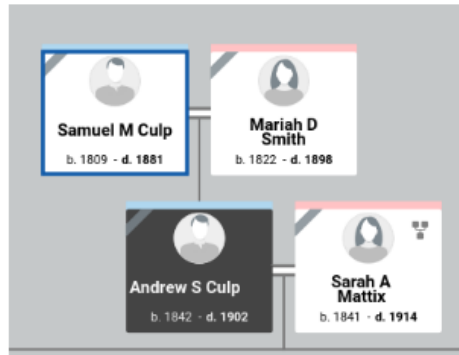 Samuel M Culp
b. 1809 - d. 1881
Mariah D
Smith
b. 1822 - d. 1898
Andrew S Culp
b. 1842 - d. 1902
Sarah A
Mattix
b. 1841 - d. 1914